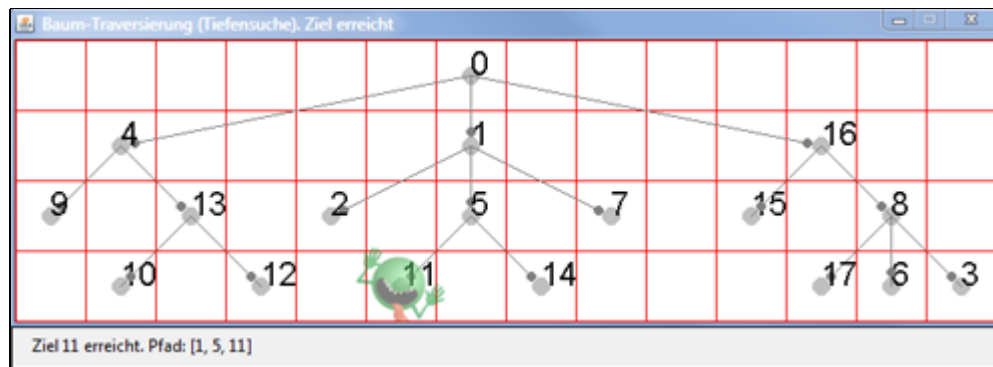 Baum-Traversierung (Tiefensuche). Ziel erreicht
0
4 1 16
9 13 2 5 7 15 8
10 12 11 14 17 6 3
Ziel 11 erreicht. Pfad: [1, 5, 11]